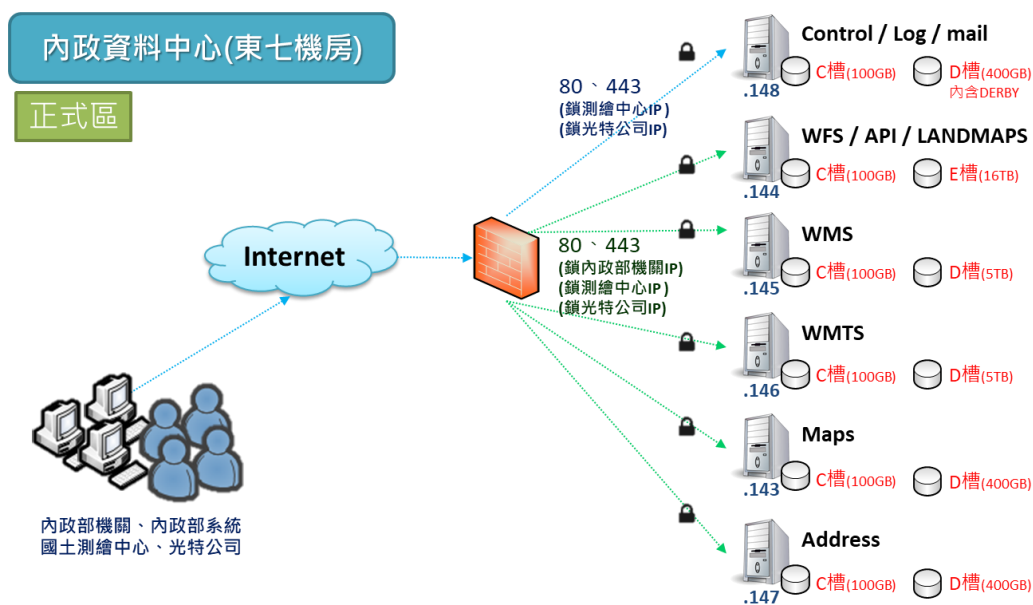 內政資料中心(東七機房)
正式區
Internet
內政部機關、內政部系統
國土測繪中心、光特公司
80、443
(鎖測繪中心IP)
(鎖光特公司IP)
80、443
(鎖內政部機關IP)
(鎖測繪中心IP)
(鎖光特公司IP)
Control / Log / mail
C槽(100GB)
D槽(400GB)
內含DERBY
.148
WFS / API / LANDMAPS
C槽(100GB)
E槽(16TB)
.144
WMS
C槽(100GB)
D槽(5TB)
.145
WMTS
C槽(100GB)
D槽(5TB)
.146
Maps
C槽(100GB)
D槽(400GB)
.143
Address
C槽(100GB)
D槽(400GB)
.147